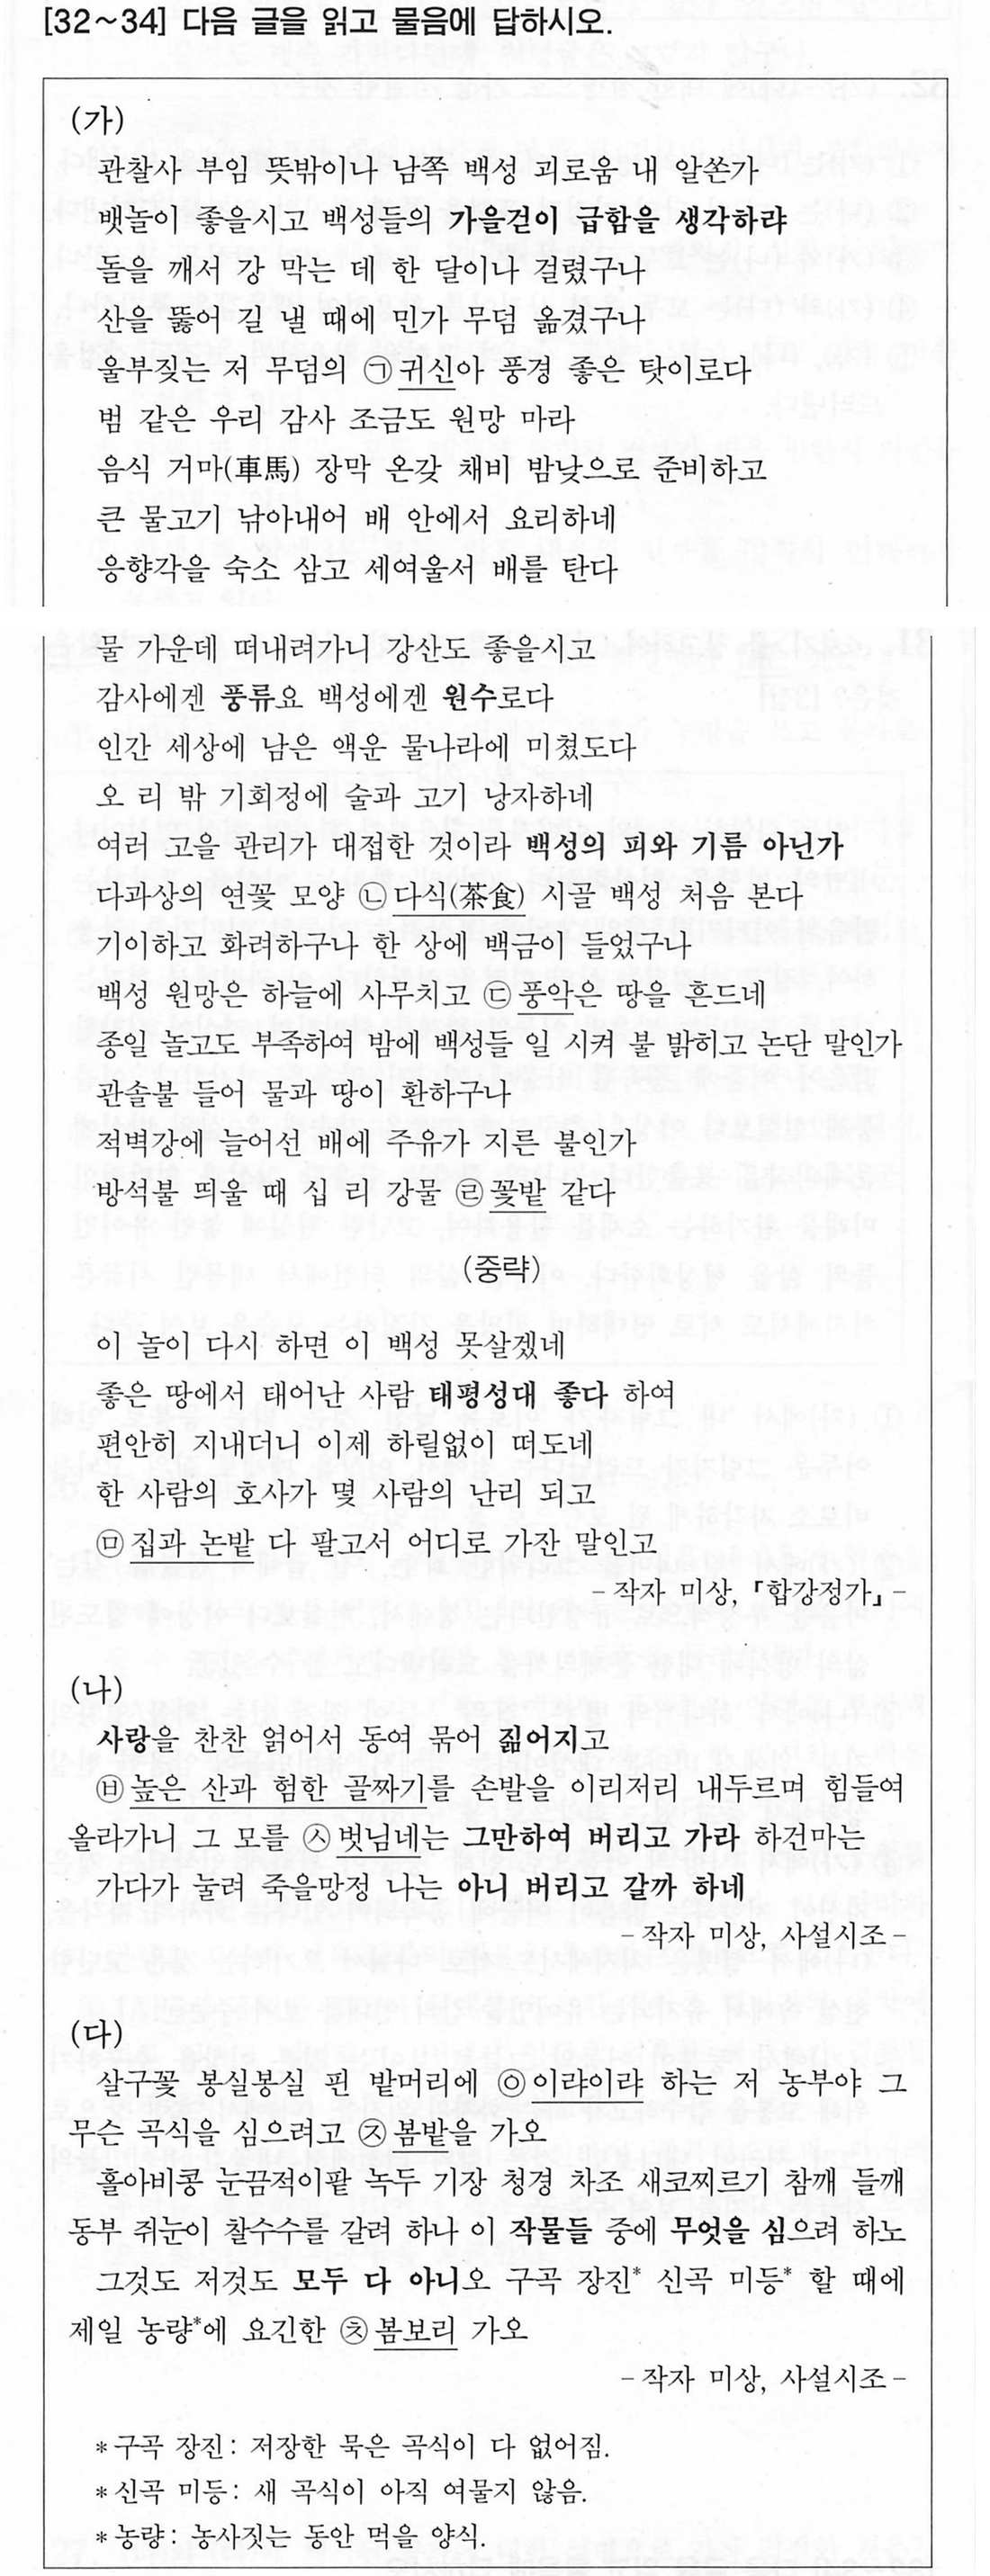 [32~34] 다음 글을 읽고 물음에 답하시오.
(가)
관찰사 부임 뜻밖이나 남쪽 백성 괴로움 내 알쏜가
뱃놀이 좋을시고 백성들의 가을걷이 급함을 생각하랴
돌을 깨서 강 막는 데 한 달이나 걸렸구나
산을 뚫어 길 낼 때에 민가 무덤 옮겼구나
울부짖는 저 무덤의 ㉠귀신아 풍경 좋은 탓이로다
범 같은 우리 감사 조금도 원망 마라
음식 거마(車馬) 장막 온갖 채비 밤낮으로 준비하고
큰 물고기 낚아내어 배 안에서 요리하네
응향각을 숙소 삼고 세여울서 배를 탄다
물 가운데 떠내려가니 강산도 좋을시고
감사에겐 풍류요 백성에겐 원수로다
인간 세상에 남은 액운 물나라에 미쳤도다
오 리 밖 기회정에 술과 고기 낭자하네
여러 고을 관리가 대접한 것이라 백성의 피와 기름 아닌가
다과상의 연꽃 모양 ㉡다식(茶食) 시골 백성 처음 본다
기이하고 화려하구나 한 상에 백금이 들었구나
백성 원망은 하늘에 사무치고 ㉢풍악은 땅을 흔드네
종일 놀고도 부족하여 밤에 백성들 일 시켜 불 밝히고 논단 말인가
관솔불 들어 물과 땅이 환하구나
적벽강에 늘어선 배에 주유가 지른 불인가
방석불 띄울 때 십 리 강물 ㉣꽃밭 같다
(중략)
이 놀이 다시 하면 이 백성 못살겠네
좋은 땅에서 태어난 사람 태평성대 좋다 하여
편안히 지내더니 이제 하릴없이 떠도네
한 사람의 호사가 몇 사람의 난리 되고
㉤집과 논밭 다 팔고서 어디로 가잔 말인고
- 작자 미상, 『합강정가』 -
(나)
사랑을 찬찬 얽어서 동여 묶어 짊어지고
㉥높은 산과 험한 골짜기를 손발을 이리저리 내두르며 힘들여
올라가니 그 모를 ㉦벗님네는 그만하여 버리고 가라 하건마는
가다가 눌려 죽을망정 나는 아니 버리고 갈까 하네
- 작자 미상, 사설시조 -
(다)
살구꽃 봉실봉실 핀 밭머리에 ㉧이랴이랴 하는 저 농부야 그
무슨 곡식을 심으려고 ㉨봄밭을 가오
홀아비콩 눈끔적이팥 녹두 기장 청경 차조 새코찌르기 참깨 들깨
동부 쥐눈이 찰수수를 갈려 하나 이 작물들 중에 무엇을 심으려 하노
그것도 저것도 모두 다 아니오 구곡 장진* 신곡 미등* 할 때에
제일 농량*에 요긴한 ㉩봄보리 가오
- 작자 미상, 사설시조 -
* 구곡 장진 : 저장한 묵은 곡식이 다 없어짐.
* 신곡 미등 : 새 곡식이 아직 여물지 않음.
* 농량 : 농사짓는 동안 먹을 양식.